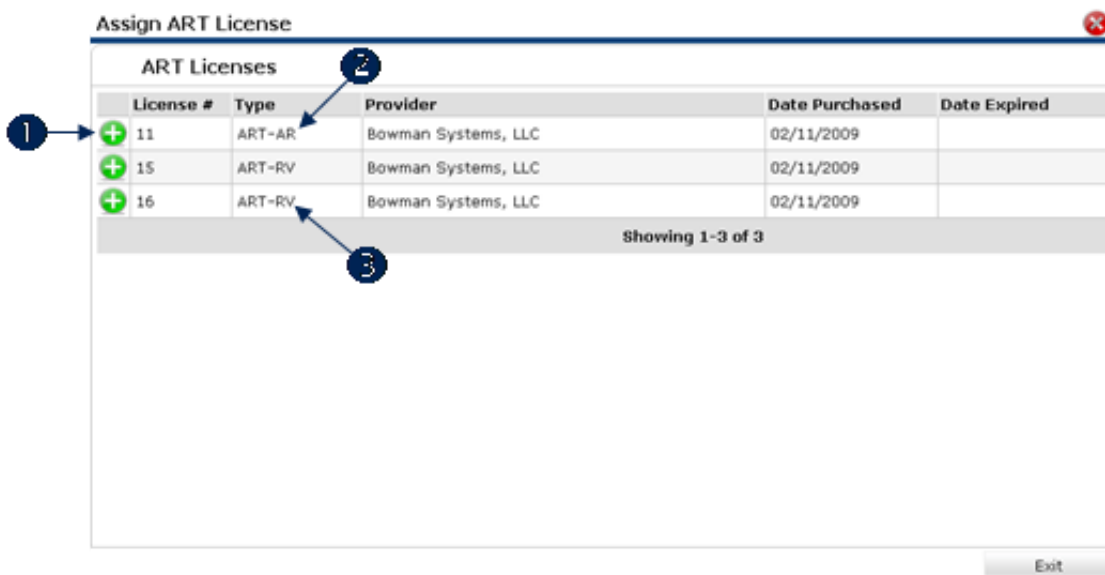 Assign ART License
ART Licenses
2
License # Type Provider Date Purchased Date Expired
1
11 ART-AR Bowman Systems, LLC 02/11/2009
15 ART-RV Bowman Systems, LLC 02/11/2009
16 ART-RV Bowman Systems, LLC 02/11/2009
Showing 1-3 of 3
3
Exit